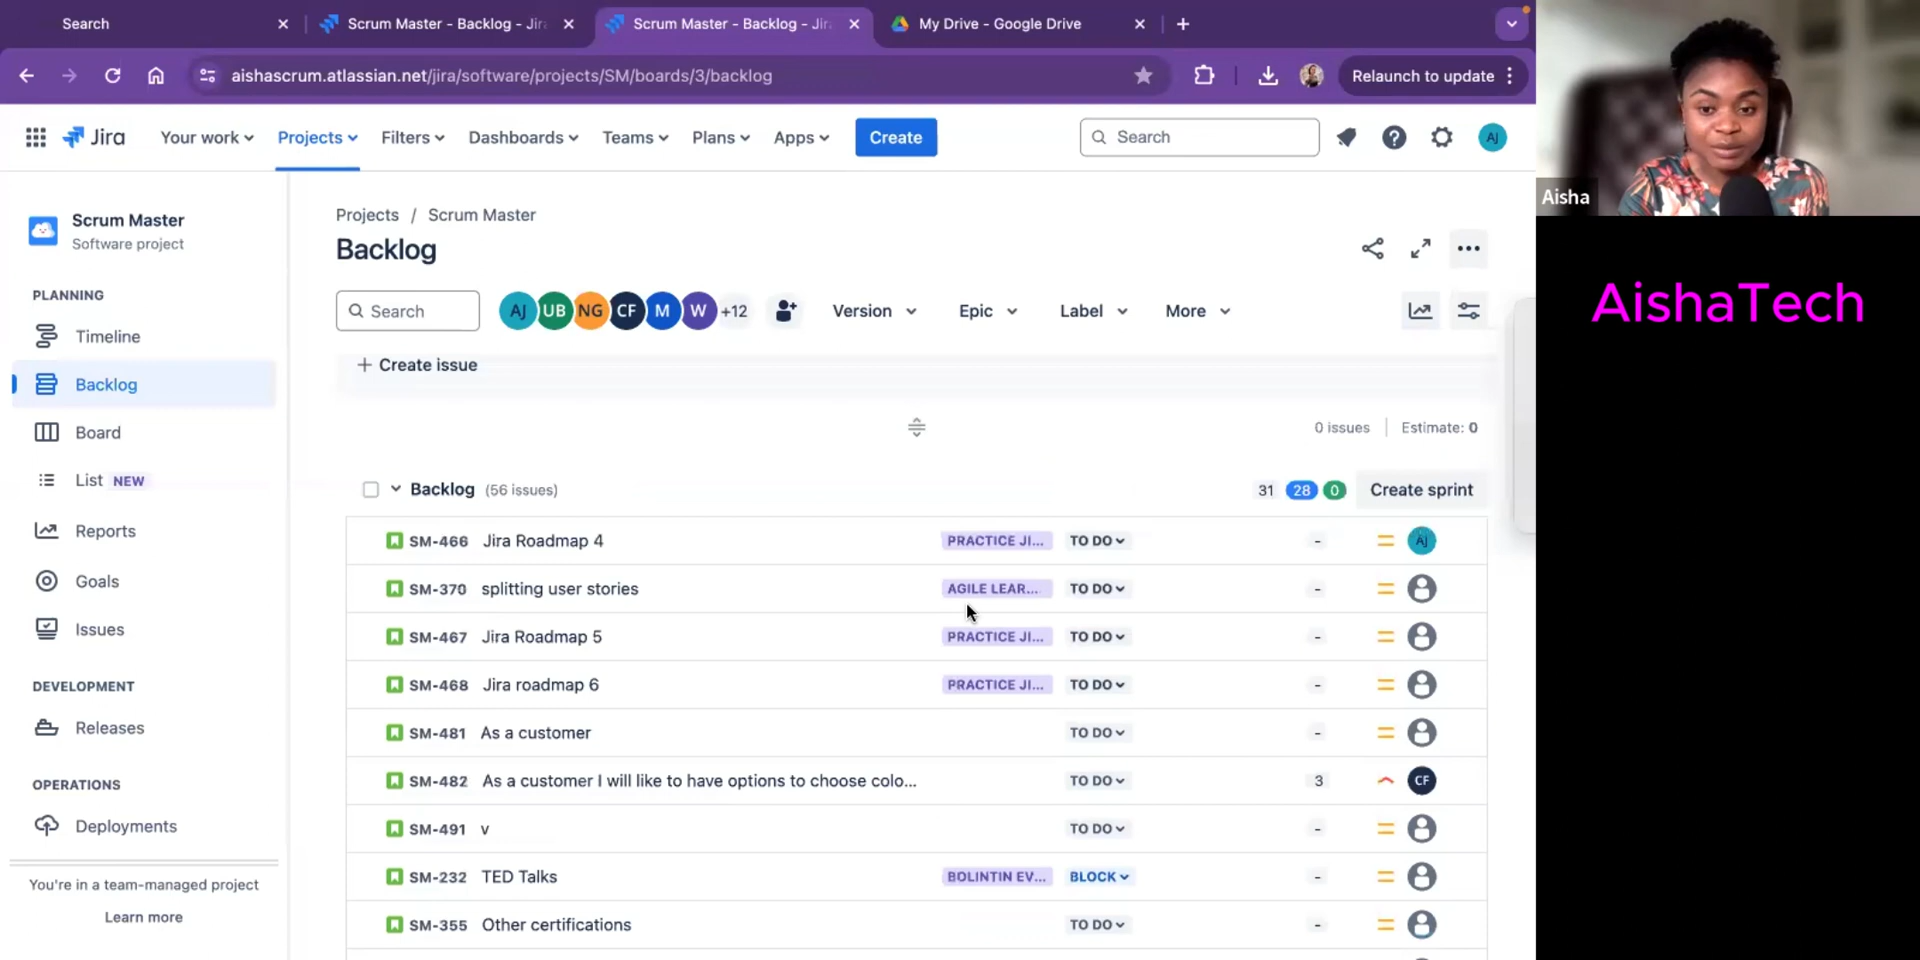 Search
Scrum Master - Backlog - Jira
Scrum Master - Backlog - Jira
My Drive - Google Drive
aishascrum.atlassian.net/jira/software/projects/SM/boards/3/backlog
Relaunch to update
Jira
Your work
Projects
Filters
Dashboards
Teams
Plans
Apps
Create
Search
AJ
Aisha
AishaTech
Scrum Master
Software project
PLANNING
Timeline
Backlog
Board
List NEW
Reports
Goals
Issues
DEVELOPMENT
Releases
OPERATIONS
Deployments
You're in a team-managed project
Learn more
Projects / Scrum Master
Backlog
Search
AJ UB NG CF M W +12
Version
Epic
Label
More
+ Create issue
0 issues
Estimate: 0
Backlog (56 issues)
31 28 0
Create sprint
SM-466 Jira Roadmap 4 PRACTICE JI... TO DO - AJ
SM-370 splitting user stories AGILE LEAR... TO DO -
SM-467 Jira Roadmap 5 PRACTICE JI... TO DO -
SM-468 Jira roadmap 6 PRACTICE JI... TO DO -
SM-481 As a customer TO DO -
SM-482 As a customer I will like to have options to choose colo... TO DO 3 CF
SM-491 v TO DO -
SM-232 TED Talks BOLINTIN EV... BLOCK -
SM-355 Other certifications TO DO -